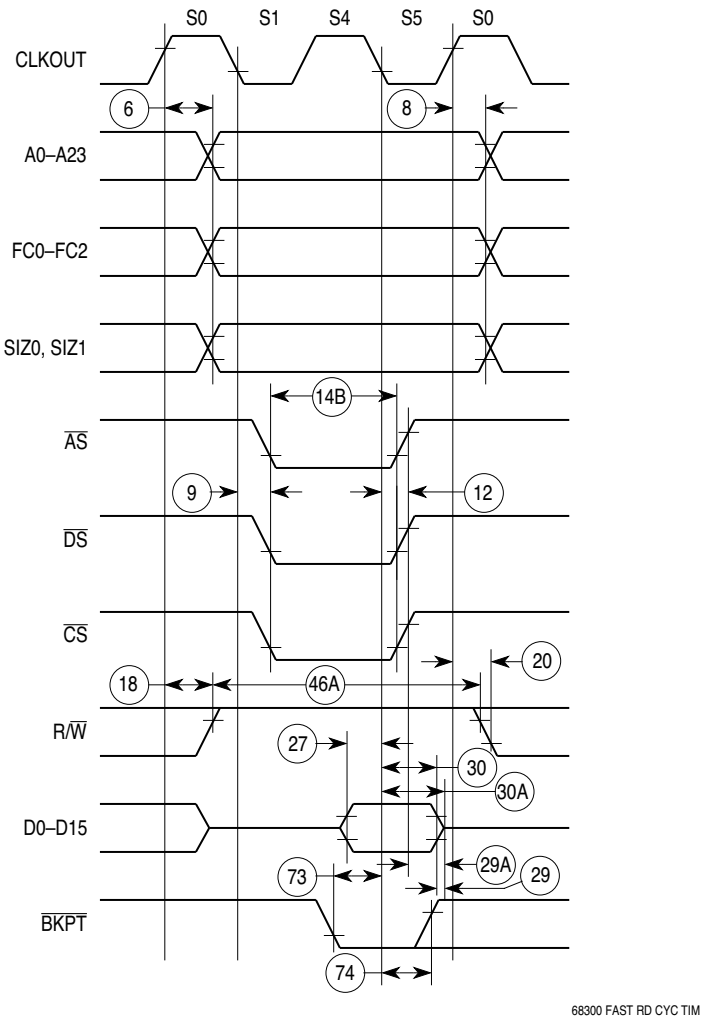 S0 S1 S4 S5 S0
CLKOUT
6 8
A0–A23
FC0–FC2
SIZ0, SIZ1
14B
AS
9 12
DS
CS
20
18 46A
R/W
27
30
30A
D0–D15
29A
73 29
BKPT
74
68300 FAST RD CYC TIM